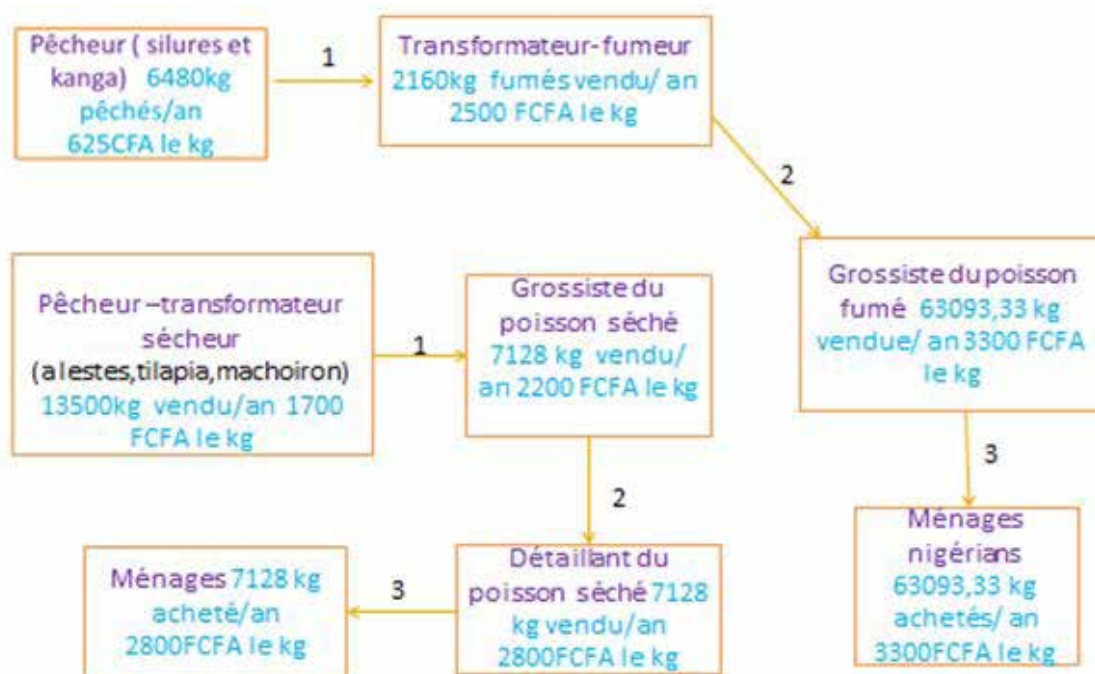 Pêcheur ( silures et
kanga) 6480kg
pêchés/an
625CFA le kg
1
Transformateur-fumeur
2160kg fumés vendu/ an
2500 FCFA le kg
2
Grossiste du poisson
fumé 63093,33 kg
vendue/ an 3300 FCFA
le kg
3
Ménages
nigérians
63093,33 kg
achetés/ an
3300FCFA le kg
Pêcheur –transformateur
sécheur
(alestes,tilapia,machoiron)
13500kg vendu/an 1700
FCFA le kg
1
Grossiste du
poisson séché
7128 kg vendu/
an 2200 FCFA le kg
2
Détaillant du
poisson séché 7128
kg vendu/an
2800FCFA le kg
3
Ménages 7128 kg
acheté/an
2800FCFA le kg